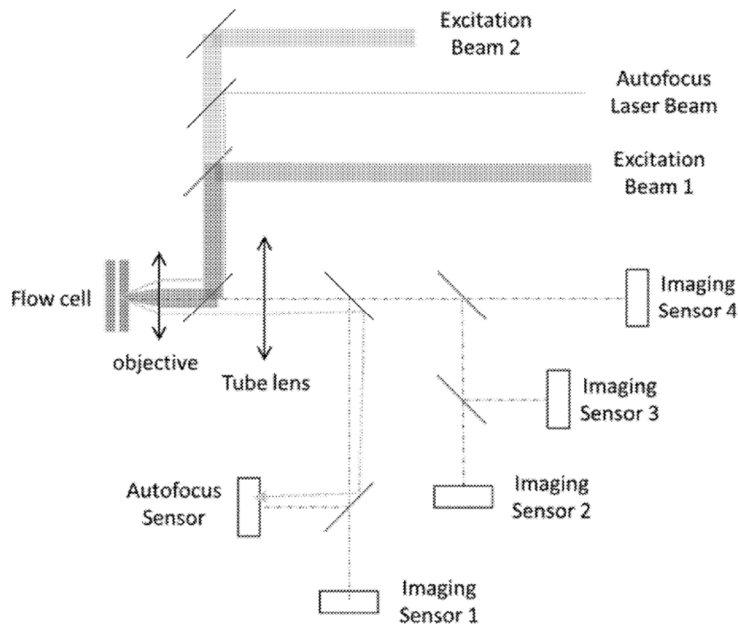 Excitation
Beam 2
Autofocus
Laser Beam
Excitation
Beam 1
Flow cell
objective
Tube lens
Imaging
Sensor 4
Imaging
Sensor 3
Autofocus
Sensor
Imaging
Sensor 2
Imaging
Sensor 1